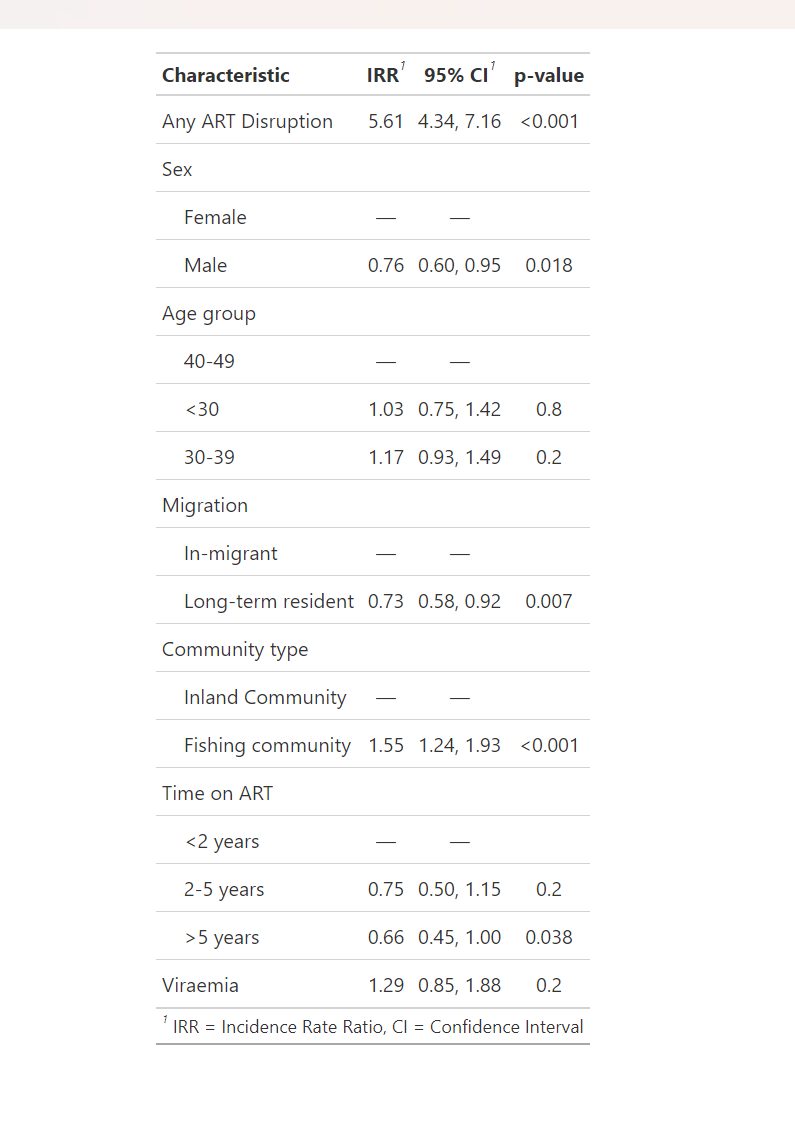 Characteristic IRR¹ 95% CI¹ p-value
Any ART Disruption 5.61 4.34, 7.16 <0.001
Sex
Female — —
Male 0.76 0.60, 0.95 0.018
Age group
40-49 — —
<30 1.03 0.75, 1.42 0.8
30-39 1.17 0.93, 1.49 0.2
Migration
In-migrant — —
Long-term resident 0.73 0.58, 0.92 0.007
Community type
Inland Community — —
Fishing community 1.55 1.24, 1.93 <0.001
Time on ART
<2 years — —
2-5 years 0.75 0.50, 1.15 0.2
>5 years 0.66 0.45, 1.00 0.038
Viraemia 1.29 0.85, 1.88 0.2
¹ IRR = Incidence Rate Ratio, CI = Confidence Interval